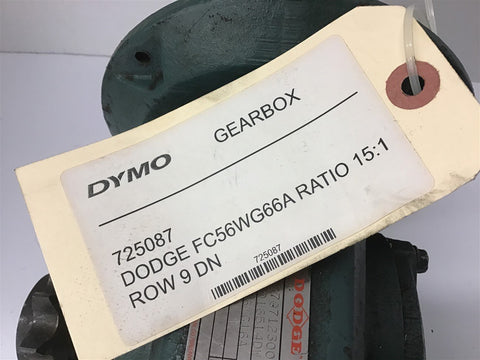 GEARBOX
DYMO
725087
DODGE FC56WG66A RATIO 15:1
ROW 9 DN
725087
DODGE